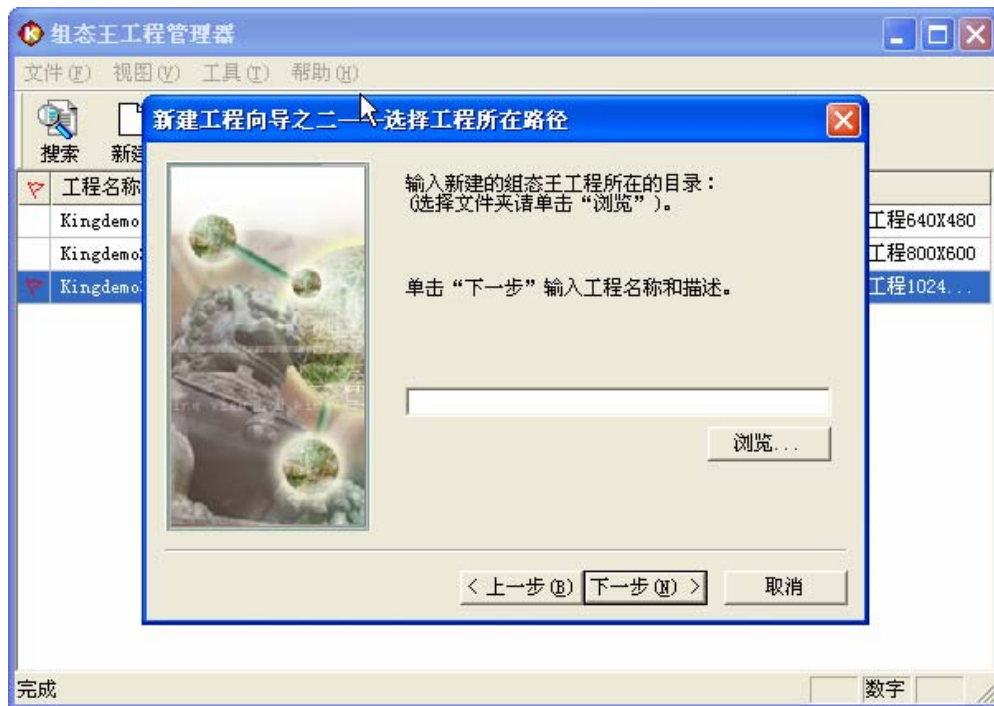 组态王工程管理器
文件(F) 视图(V) 工具(T) 帮助(H)
新建工程向导之二——选择工程所在路径
搜索 新建
工程名称
Kingdemo 工程640X480
Kingdemo 工程800X600
Kingdemo 工程1024...
输入新建的组态王工程所在的目录：
(选择文件夹请单击“浏览”)。
单击“下一步”输入工程名称和描述。
浏览...
< 上一步(B) 下一步(N) > 取消
完成 数字